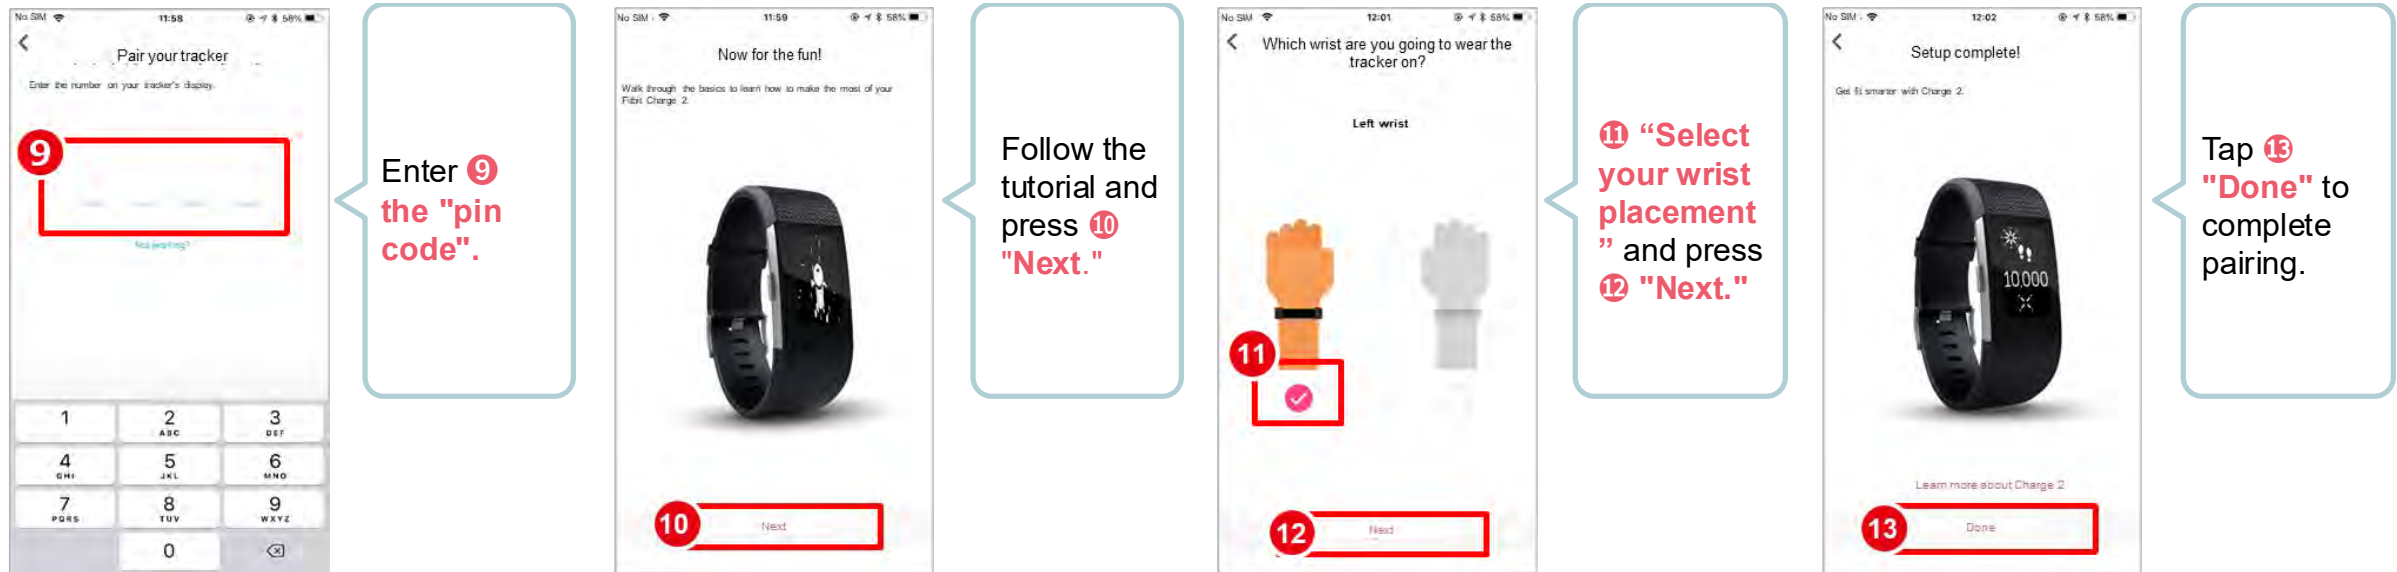 No SIM 11:58 58%
Pair your tracker
Enter the number on your tracker's display.
9
Not working?
1
2
ABC
3
DEF
4
GHI
5
JKL
6
MNO
7
PQRS
8
TUV
9
WXYZ
0
Enter ❾
the "pin
code".
No SIM 11:59 58%
Now for the fun!
Walk through the basics to learn how to make the most of your
Fitbit Charge 2.
10
Next
Follow the
tutorial and
press ❿
"Next."
No SIM 12:01 58%
Which wrist are you going to wear the
tracker on?
Left wrist
11
12
Next
⓫ “Select
your wrist
placement
” and press
⓬ "Next."
No SIM 12:02 58%
Setup complete!
Get fit smarter with Charge 2.
10,000
Learn more about Charge 2
13
Done
Tap ⓭
"Done" to
complete
pairing.